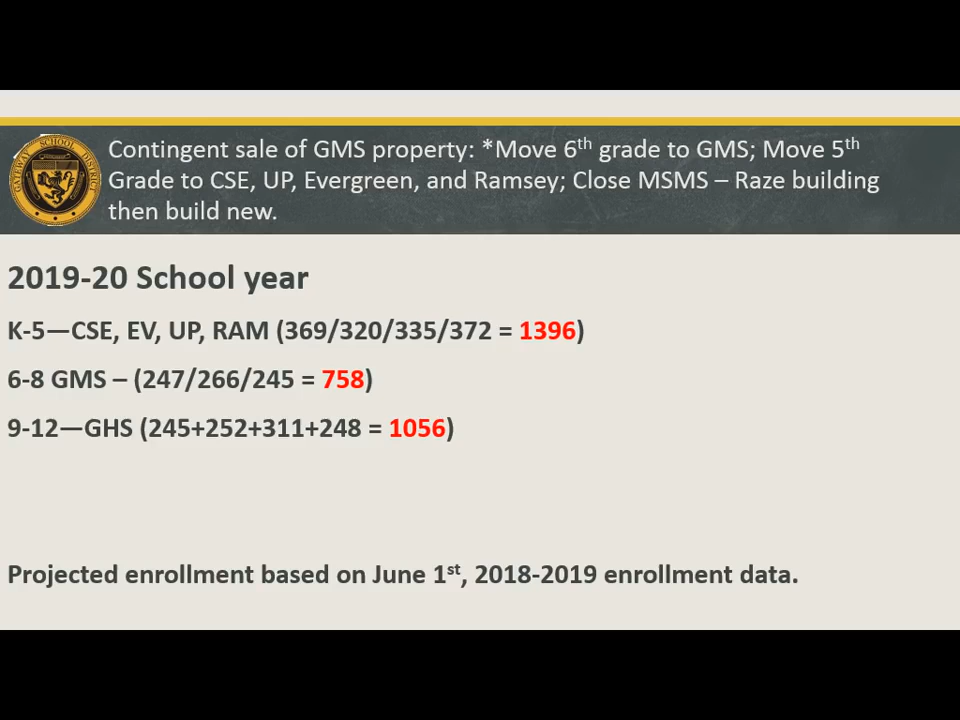 GATEWAY SCHOOL DISTRICT
Contingent sale of GMS property: *Move 6th grade to GMS; Move 5th
Grade to CSE, UP, Evergreen, and Ramsey; Close MSMS – Raze building
then build new.
2019-20 School year
K-5—CSE, EV, UP, RAM (369/320/335/372 = 1396)
6-8 GMS – (247/266/245 = 758)
9-12—GHS (245+252+311+248 = 1056)
Projected enrollment based on June 1st, 2018-2019 enrollment data.